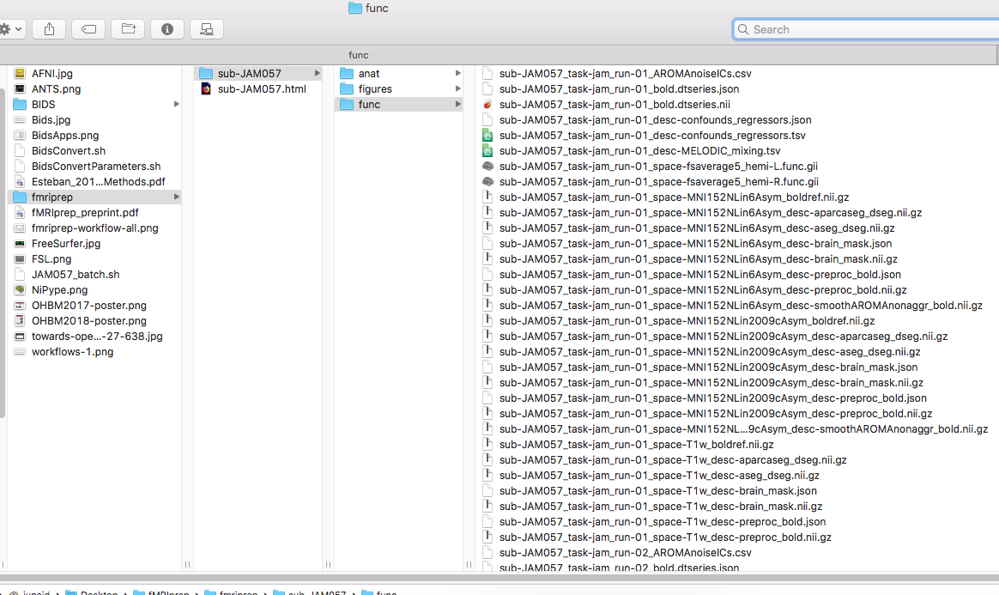 func
Search
func
AFNI.jpg
ANTS.png
BIDS
Bids.jpg
BidsApps.png
BidsConvert.sh
BidsConvertParameters.sh
Esteban_201...Methods.pdf
fmriprep
fMRIprep_preprint.pdf
fmriprep-workflow-all.png
FreeSurfer.jpg
FSL.png
JAM057_batch.sh
NiPype.png
OHBM2017-poster.png
OHBM2018-poster.png
towards-ope...-27-638.jpg
workflows-1.png
sub-JAM057
sub-JAM057.html
anat
figures
func
sub-JAM057_task-jam_run-01_AROMAnoiseICs.csv
sub-JAM057_task-jam_run-01_bold.dtseries.json
sub-JAM057_task-jam_run-01_bold.dtseries.nii
sub-JAM057_task-jam_run-01_desc-confounds_regressors.json
sub-JAM057_task-jam_run-01_desc-confounds_regressors.tsv
sub-JAM057_task-jam_run-01_desc-MELODIC_mixing.tsv
sub-JAM057_task-jam_run-01_space-fsaverage5_hemi-L.func.gii
sub-JAM057_task-jam_run-01_space-fsaverage5_hemi-R.func.gii
sub-JAM057_task-jam_run-01_space-MNI152NLin6Asym_boldref.nii.gz
sub-JAM057_task-jam_run-01_space-MNI152NLin6Asym_desc-aparcaseg_dseg.nii.gz
sub-JAM057_task-jam_run-01_space-MNI152NLin6Asym_desc-aseg_dseg.nii.gz
sub-JAM057_task-jam_run-01_space-MNI152NLin6Asym_desc-brain_mask.json
sub-JAM057_task-jam_run-01_space-MNI152NLin6Asym_desc-brain_mask.nii.gz
sub-JAM057_task-jam_run-01_space-MNI152NLin6Asym_desc-preproc_bold.json
sub-JAM057_task-jam_run-01_space-MNI152NLin6Asym_desc-preproc_bold.nii.gz
sub-JAM057_task-jam_run-01_space-MNI152NLin6Asym_desc-smoothAROMAnonaggr_bold.nii.gz
sub-JAM057_task-jam_run-01_space-MNI152NLin2009cAsym_boldref.nii.gz
sub-JAM057_task-jam_run-01_space-MNI152NLin2009cAsym_desc-aparcaseg_dseg.nii.gz
sub-JAM057_task-jam_run-01_space-MNI152NLin2009cAsym_desc-aseg_dseg.nii.gz
sub-JAM057_task-jam_run-01_space-MNI152NLin2009cAsym_desc-brain_mask.json
sub-JAM057_task-jam_run-01_space-MNI152NLin2009cAsym_desc-brain_mask.nii.gz
sub-JAM057_task-jam_run-01_space-MNI152NLin2009cAsym_desc-preproc_bold.json
sub-JAM057_task-jam_run-01_space-MNI152NLin2009cAsym_desc-preproc_bold.nii.gz
sub-JAM057_task-jam_run-01_space-MNI152NL...9cAsym_desc-smoothAROMAnonaggr_bold.nii.gz
sub-JAM057_task-jam_run-01_space-T1w_boldref.nii.gz
sub-JAM057_task-jam_run-01_space-T1w_desc-aparcaseg_dseg.nii.gz
sub-JAM057_task-jam_run-01_space-T1w_desc-aseg_dseg.nii.gz
sub-JAM057_task-jam_run-01_space-T1w_desc-brain_mask.json
sub-JAM057_task-jam_run-01_space-T1w_desc-brain_mask.nii.gz
sub-JAM057_task-jam_run-01_space-T1w_desc-preproc_bold.json
sub-JAM057_task-jam_run-01_space-T1w_desc-preproc_bold.nii.gz
sub-JAM057_task-jam_run-02_AROMAnoiseICs.csv
sub-JAM057_task-jam_run-02_bold.dtseries.json
junaid › Desktop › fMRIprep › fmriprep › sub-JAM057 › func